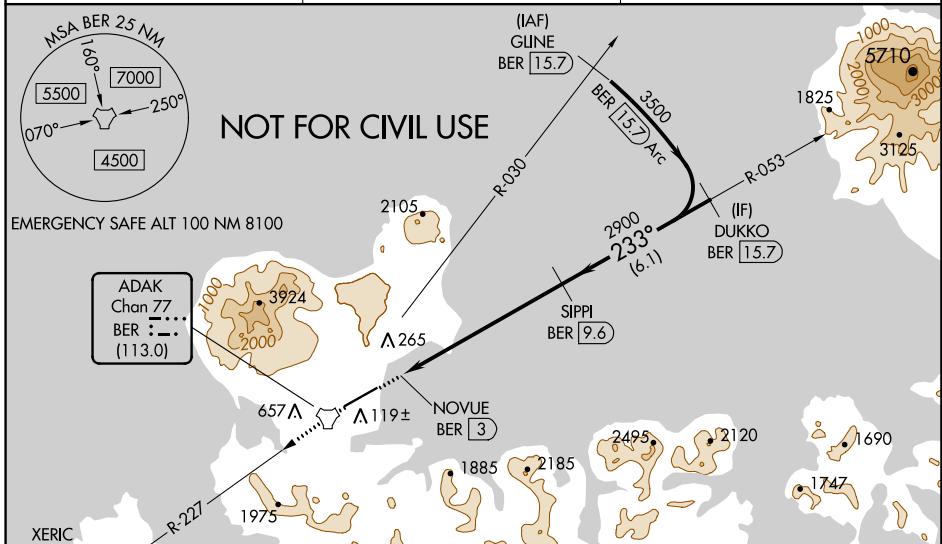 MSA BER 25 NM
160°
5500
7000
070°
250°
4500
EMERGENCY SAFE ALT 100 NM 8100
NOT FOR CIVIL USE
(IAF)
GLINE
BER 15.7
3500
BER 15.7 Arc
R-030
R-053
(IF)
DUKKO
BER 15.7
2900
233°
(6.1)
SIPPI
BER 9.6
NOVUE
BER 3
ADAK
Chan 77
BER
(113.0)
1000
2000
3924
2105
265
657
119±
1000
2000
3000
5710
1825
3125
R-227
XERIC
1975
1885
2185
2495
2120
1690
1747